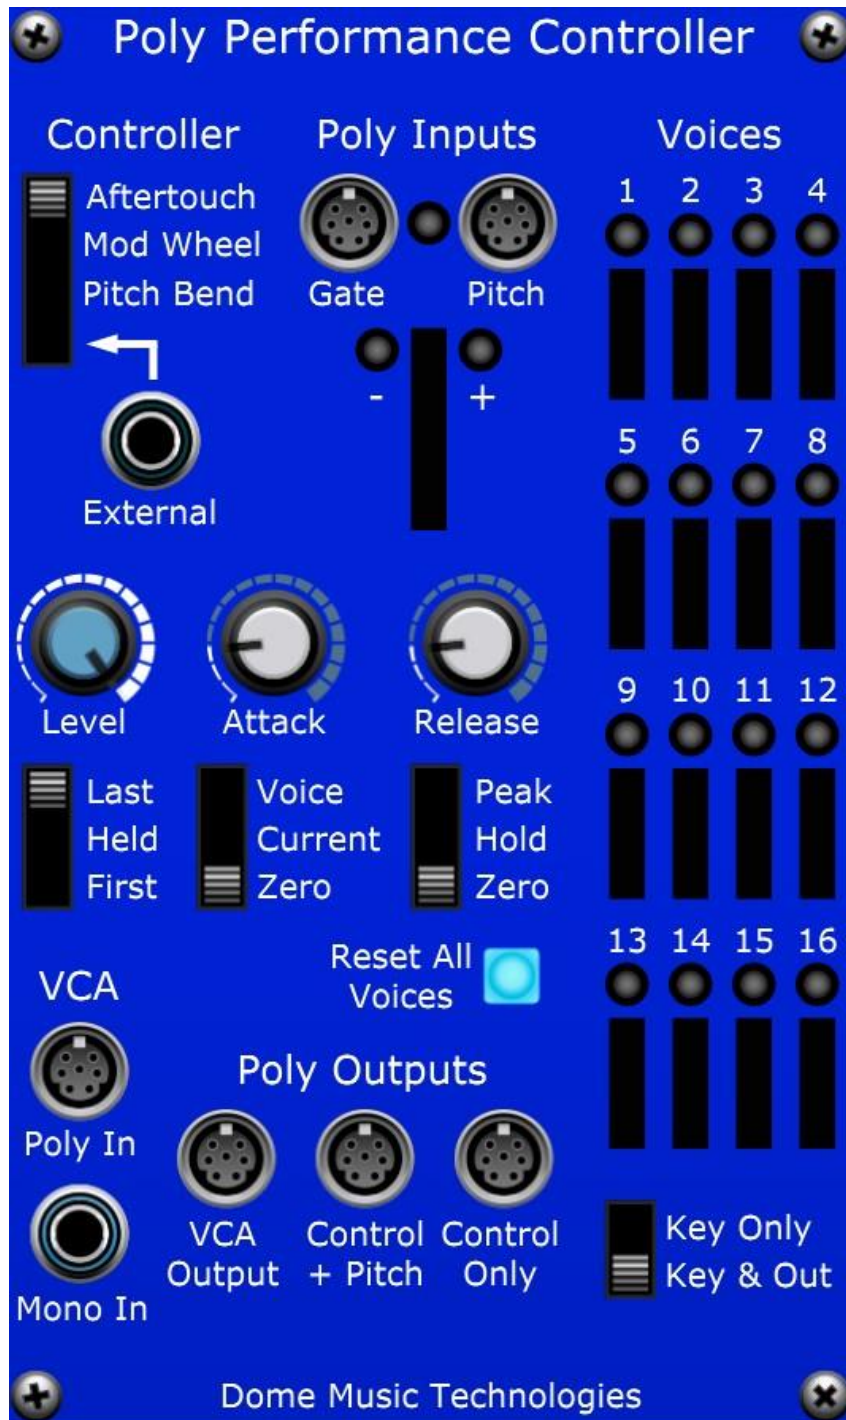 Poly Performance Controller
Controller
Aftertouch
Mod Wheel
Pitch Bend
External
Poly Inputs
Gate Pitch
- +
Level Attack Release
Last
Held
First
Voice
Current
Zero
Peak
Hold
Zero
Reset All
Voices
VCA
Poly In
Mono In
Poly Outputs
VCA
Output
Control
+ Pitch
Control
Only
Voices
1 2 3 4
5 6 7 8
9 10 11 12
13 14 15 16
Key Only
Key & Out
Dome Music Technologies